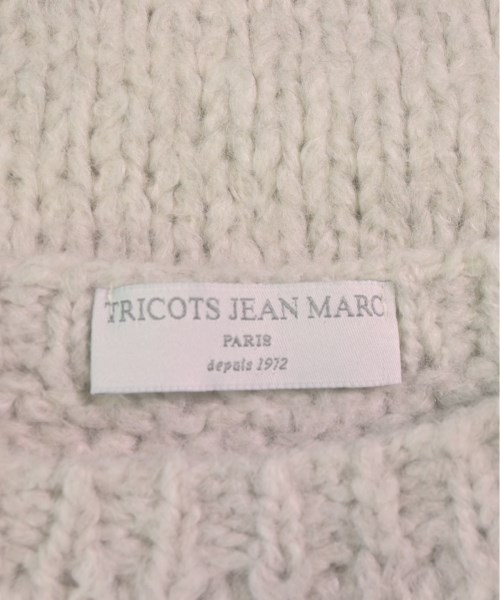 TRICOTS JEAN MARC
PARIS
depuis 1972